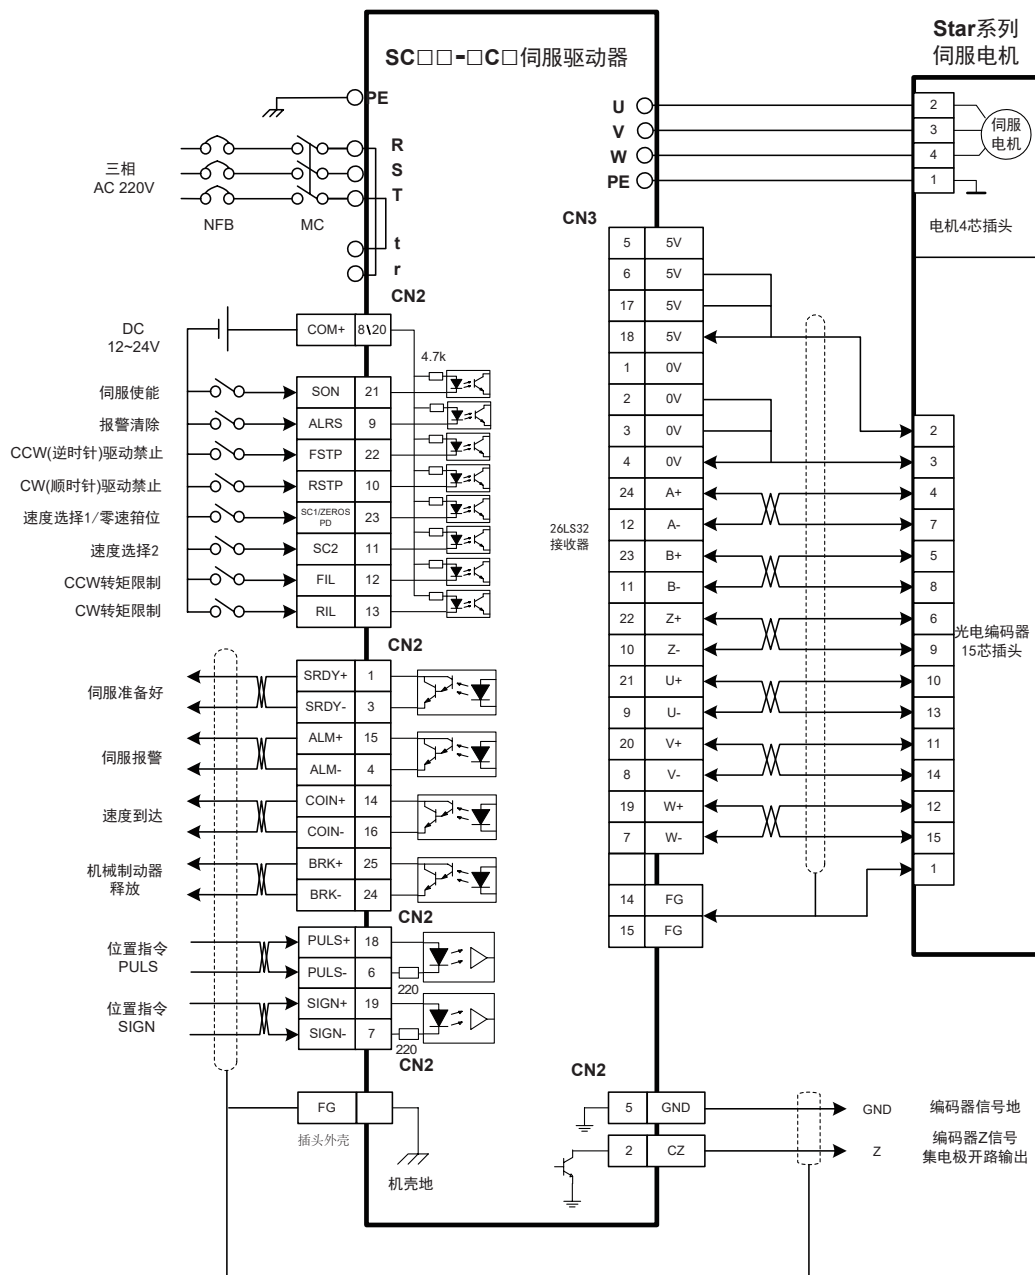 SC□□-□C□伺服驱动器
Star系列
伺服电机
PE
R
S
T
t
r
三相
AC 220V
NFB
MC
U
V
W
PE
2
3
4
1
伺服
电机
电机4芯插头
CN2
DC
12~24V
COM+ 8\20
4.7k
伺服使能 SON 21
报警清除 ALRS 9
CCW(逆时针)驱动禁止 FSTP 22
CW(顺时针)驱动禁止 RSTP 10
速度选择1/零速箝位 SC1/ZEROS
PD 23
速度选择2 SC2 11
CCW转矩限制 FIL 12
CW转矩限制 RIL 13
CN2
伺服准备好
SRDY+ 1
SRDY- 3
伺服报警
ALM+ 15
ALM- 4
速度到达
COIN+ 14
COIN- 16
机械制动器
释放
BRK+ 25
BRK- 24
CN2
位置指令
PULS
PULS+ 18
PULS- 6
220
位置指令
SIGN
SIGN+ 19
SIGN- 7
220
CN2
FG
插头外壳
机壳地
CN3
5 5V
6 5V
17 5V
18 5V
1 0V
2 0V
3 0V
4 0V
24 A+
12 A-
23 B+
11 B-
22 Z+
10 Z-
21 U+
9 U-
20 V+
8 V-
19 W+
7 W-
14 FG
15 FG
26LS32
接收器
2
3
4
7
5
8
6
9
10
13
11
14
12
15
1
光电编码器
15芯插头
CN2
5 GND
GND
编码器信号地
2 CZ
Z
编码器Z信号
集电极开路输出